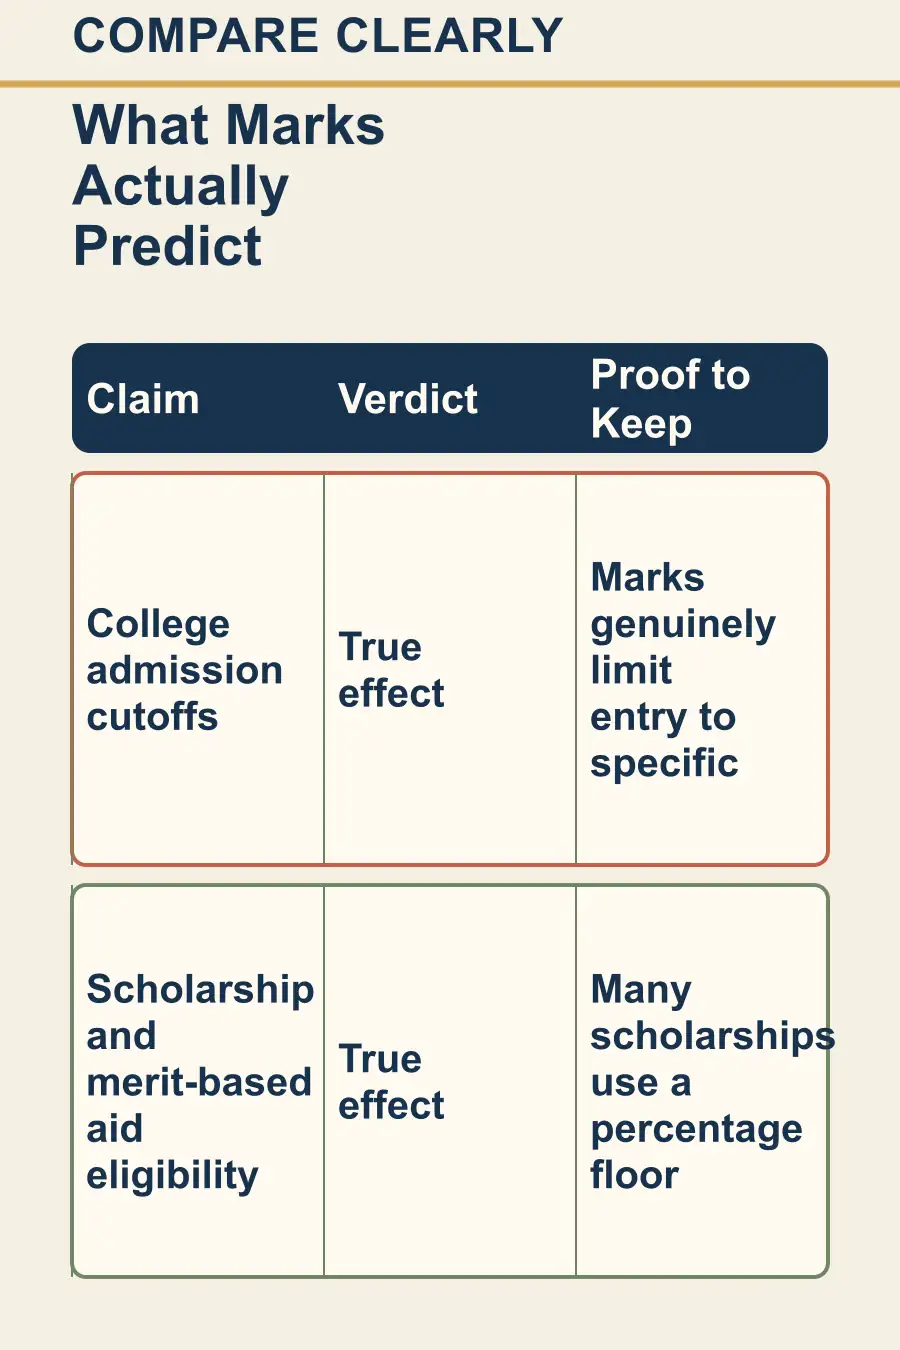 COMPARE CLEARLY
What Marks
Actually
Predict
Claim
Verdict
Proof to
Keep
College
admission
cutoffs
True
effect
Marks
genuinely
limit
entry to
specific
Scholarship
and
merit-based
aid
eligibility
True
effect
Many
scholarships
use a
percentage
floor